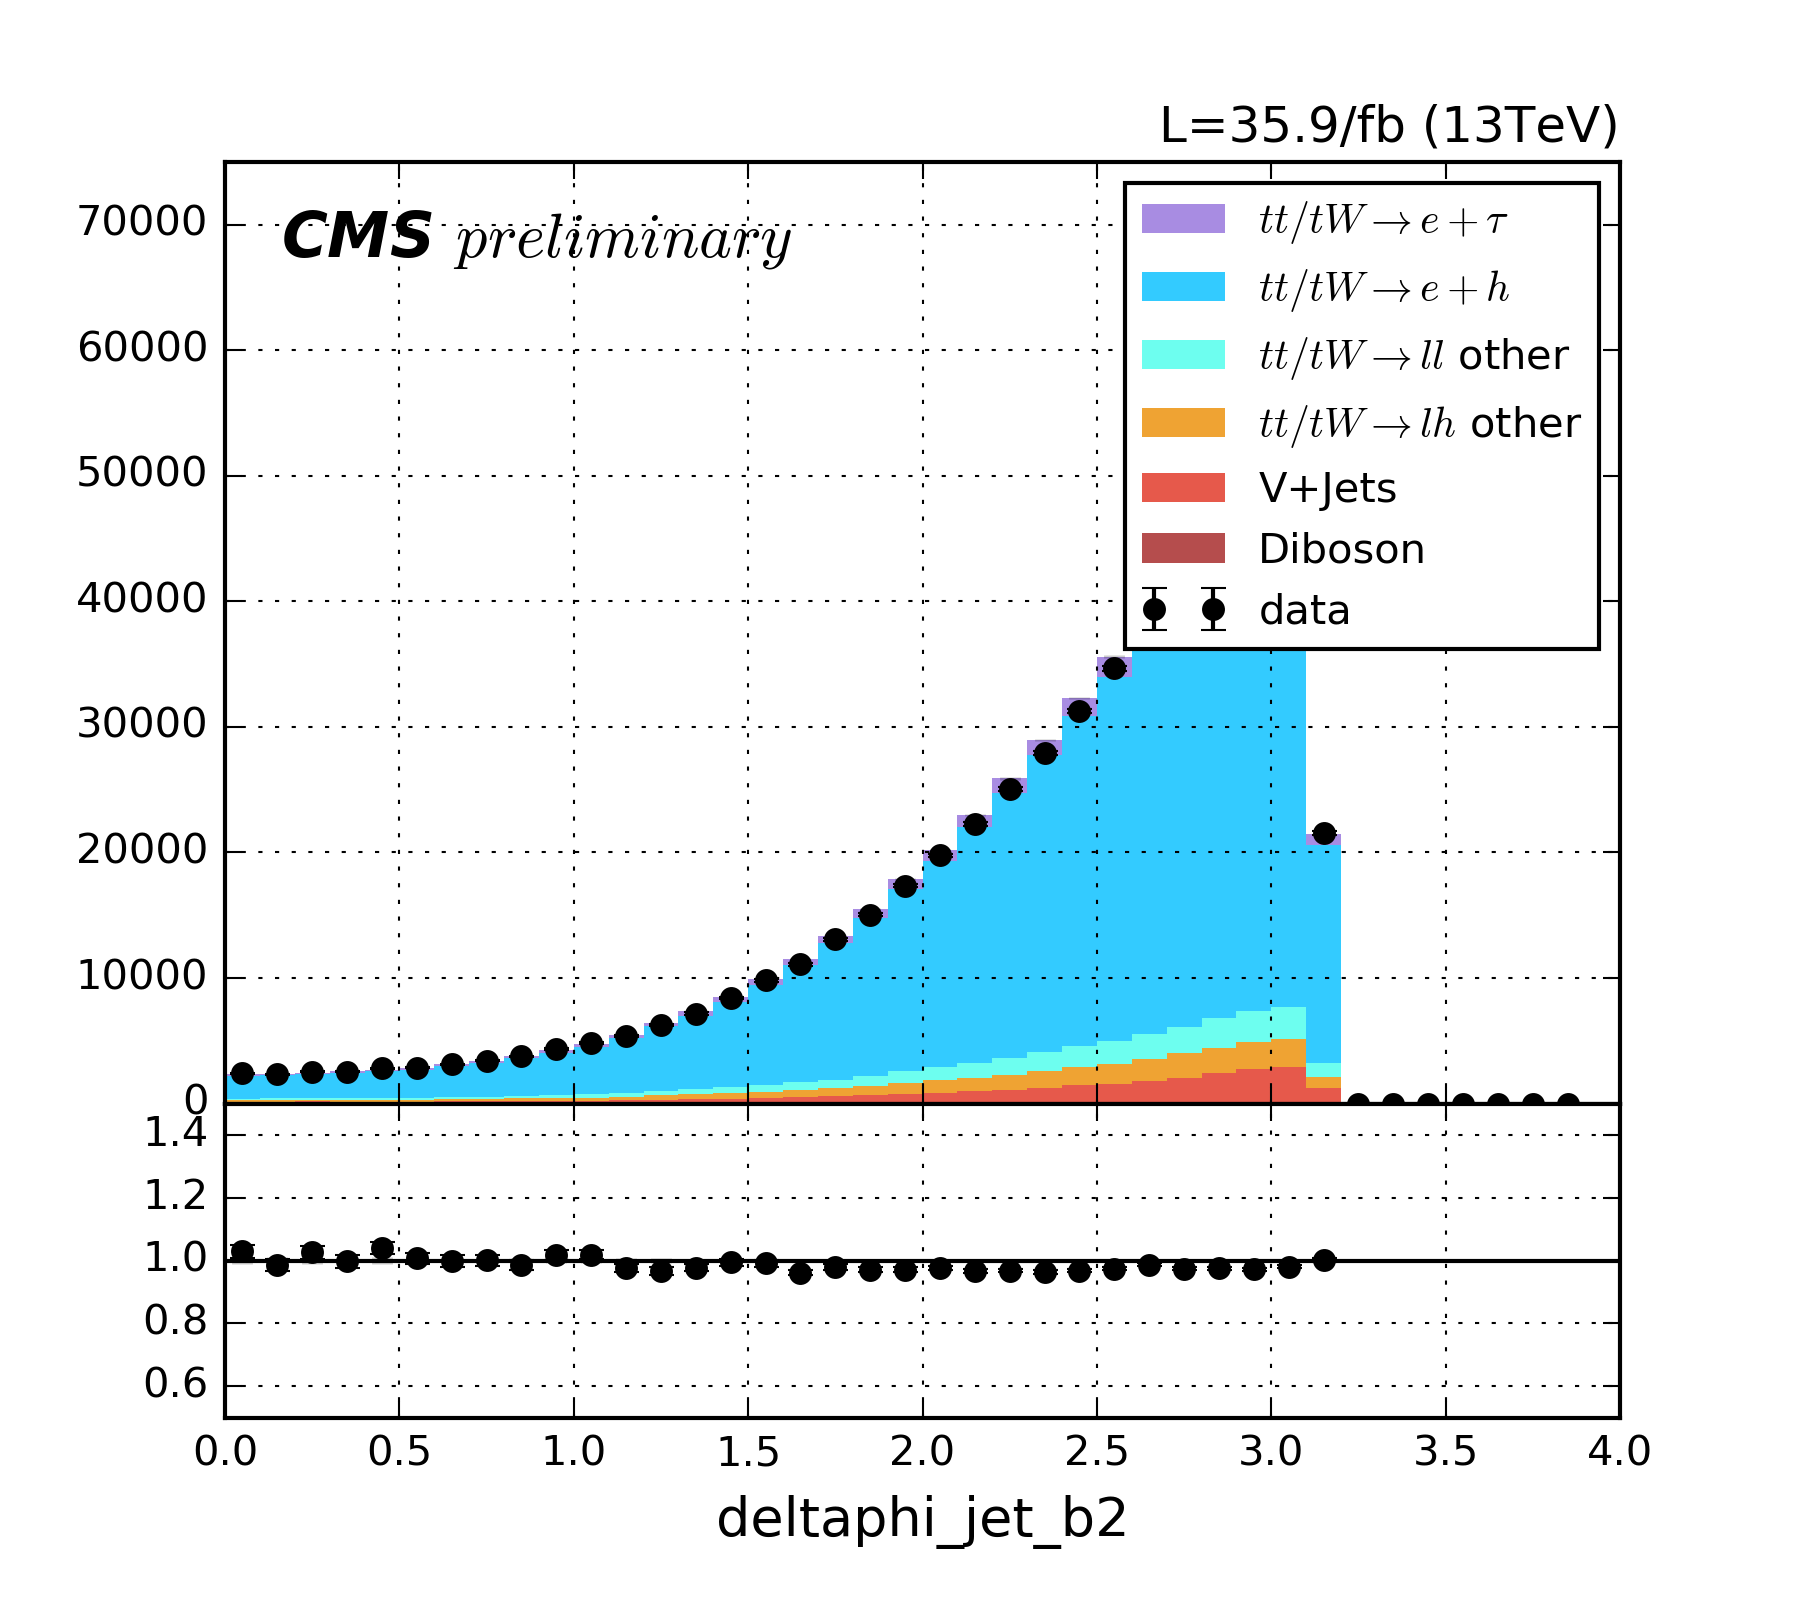 L=35.9/fb (13TeV)
CMS preliminary
70000
60000
50000
40000
30000
20000
10000
0
tt/tW→e+τ
tt/tW→e+h
tt/tW→ll other
tt/tW→lh other
V+Jets
Diboson
data
1.4
1.2
1.0
0.8
0.6
0.0 0.5 1.0 1.5 2.0 2.5 3.0 3.5 4.0
deltaphi_jet_b2